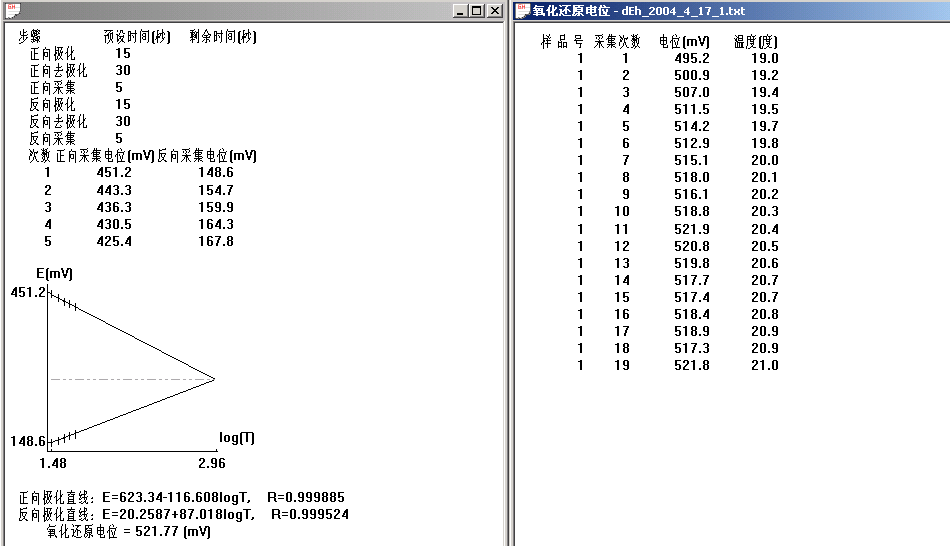 步骤 预设时间(秒) 剩余时间(秒)
正向极化 15
正向去极化 30
正向采集 5
反向极化 15
反向去极化 30
反向采集 5
次数 正向采集电位(mV) 反向采集电位(mV)
1 451.2 148.6
2 443.3 154.7
3 436.3 159.9
4 430.5 164.3
5 425.4 167.8
E(mV)
451.2
148.6
log(T)
1.48 2.96
正向极化直线: E=623.34-116.608logT, R=0.999885
反向极化直线: E=20.2587+87.018logT, R=0.999524
氧化还原电位 = 521.77 (mV)
氧化还原电位 - dEh_2004_4_17_1.txt
样品号 采集次数 电位(mV) 温度(度)
1 1 495.2 19.0
1 2 500.9 19.2
1 3 507.0 19.4
1 4 511.5 19.5
1 5 514.2 19.7
1 6 512.9 19.8
1 7 515.1 20.0
1 8 518.0 20.1
1 9 516.1 20.2
1 10 518.8 20.3
1 11 521.9 20.4
1 12 520.8 20.5
1 13 519.8 20.6
1 14 517.7 20.7
1 15 517.4 20.7
1 16 518.4 20.8
1 17 518.9 20.9
1 18 517.3 20.9
1 19 521.8 21.0